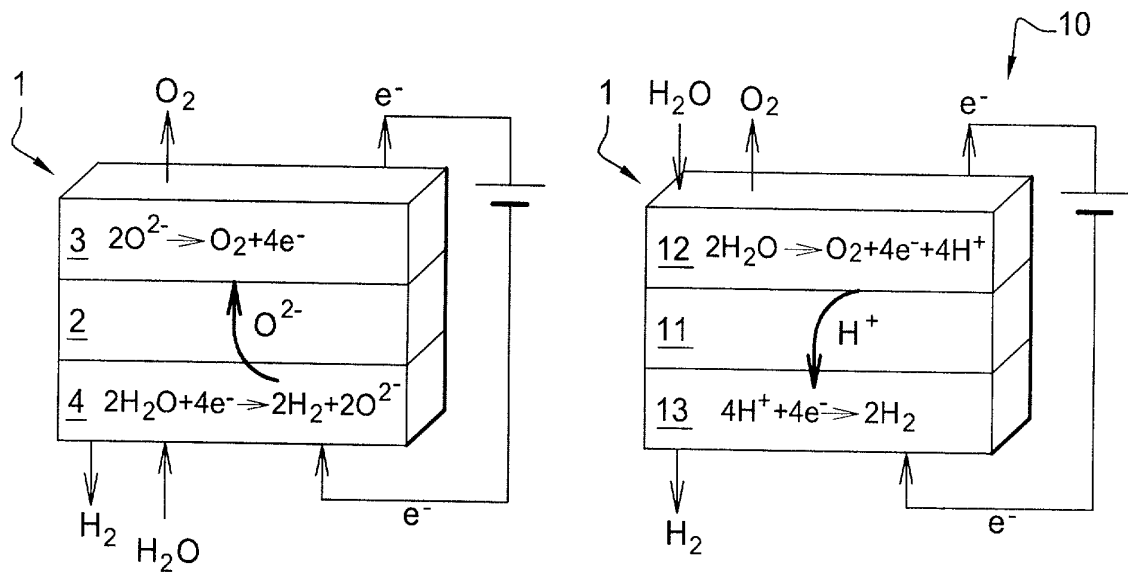 1
O₂
e⁻
3 2O²⁻→O₂+4e⁻
2
O²⁻
4 2H₂O+4e⁻→2H₂+2O²⁻
H₂
H₂O
e⁻
10
1
H₂O
O₂
e⁻
12 2H₂O→O₂+4e⁻+4H⁺
11
H⁺
13 4H⁺+4e⁻→2H₂
H₂
e⁻